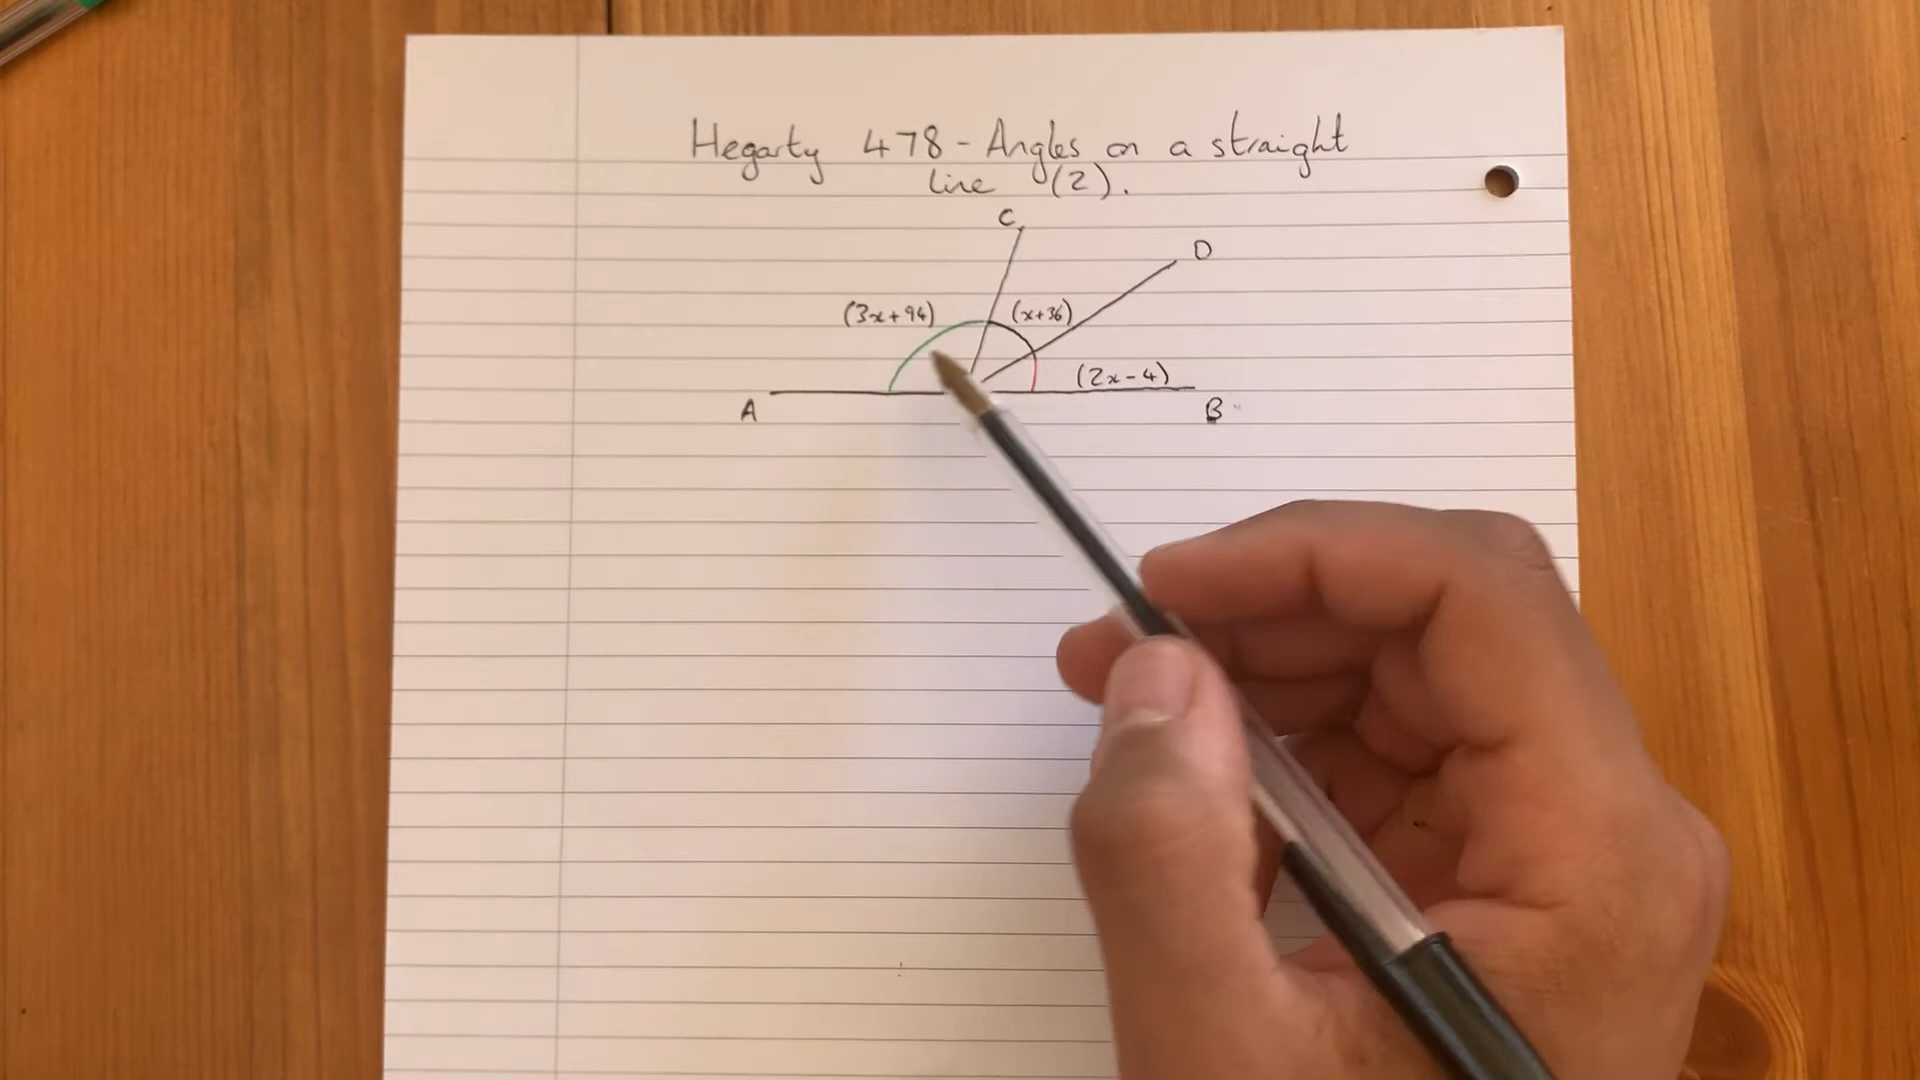 Hegarty 478 - Angles on a straight
line (2).
C
D
(3x+94) (x+36)
(2x-4)
A B